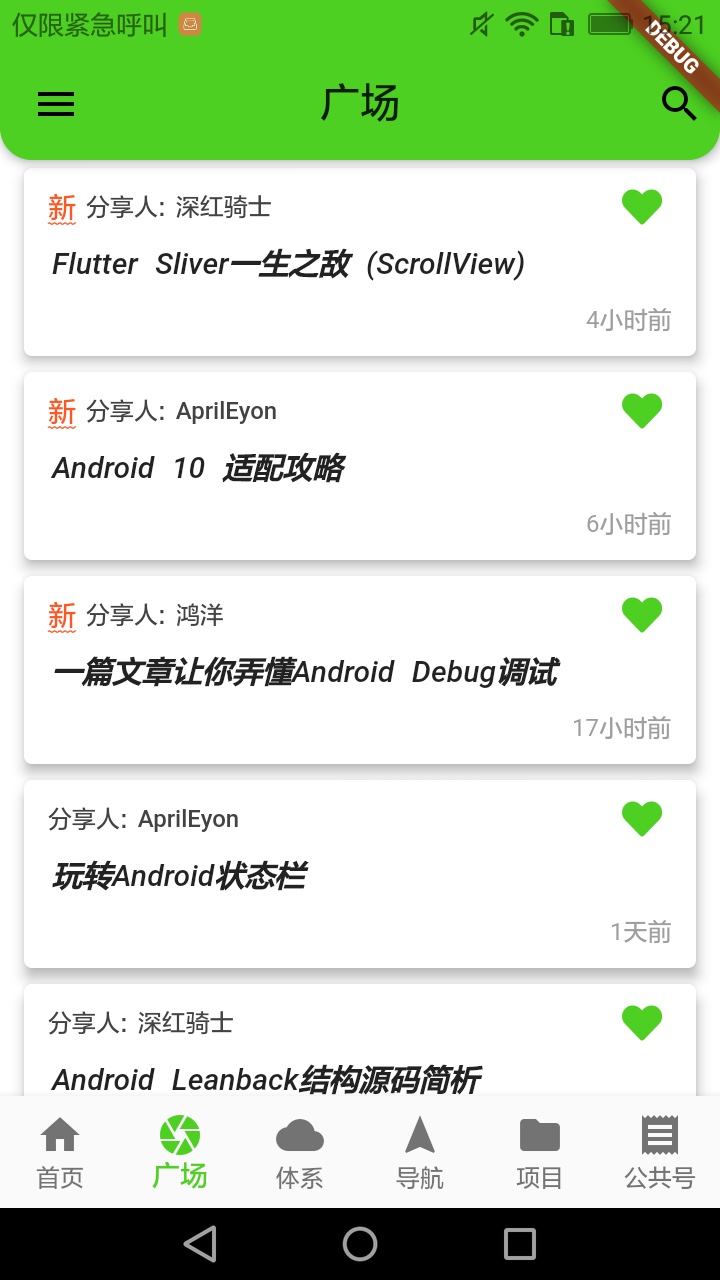 仅限紧急呼叫
15:21
DEBUG
广场
新 分享人: 深红骑士
Flutter Sliver一生之敌 (ScrollView)
4小时前
新 分享人: AprilEyon
Android 10 适配攻略
6小时前
新 分享人: 鸿洋
一篇文章让你弄懂Android Debug调试
17小时前
分享人: AprilEyon
玩转Android状态栏
1天前
分享人: 深红骑士
Android Leanback结构源码简析
首页 广场 体系 导航 项目 公共号